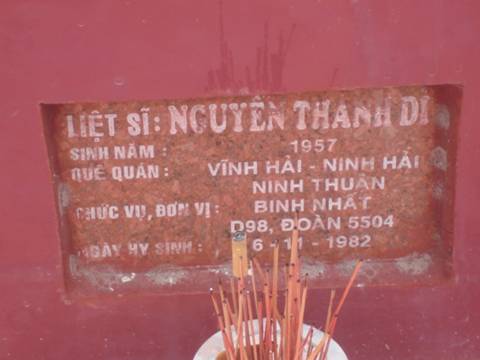 LIỆT SĨ: NGUYỄN THANH DI
SINH NĂM : 1957
QUÊ QUÁN : VĨNH HẢI - NINH HẢI
NINH THUẬN
CHỨC VỤ, ĐƠN VỊ : BINH NHẤT
D98, ĐOÀN 5504
NGÀY HY SINH : 6 - 11 - 1982